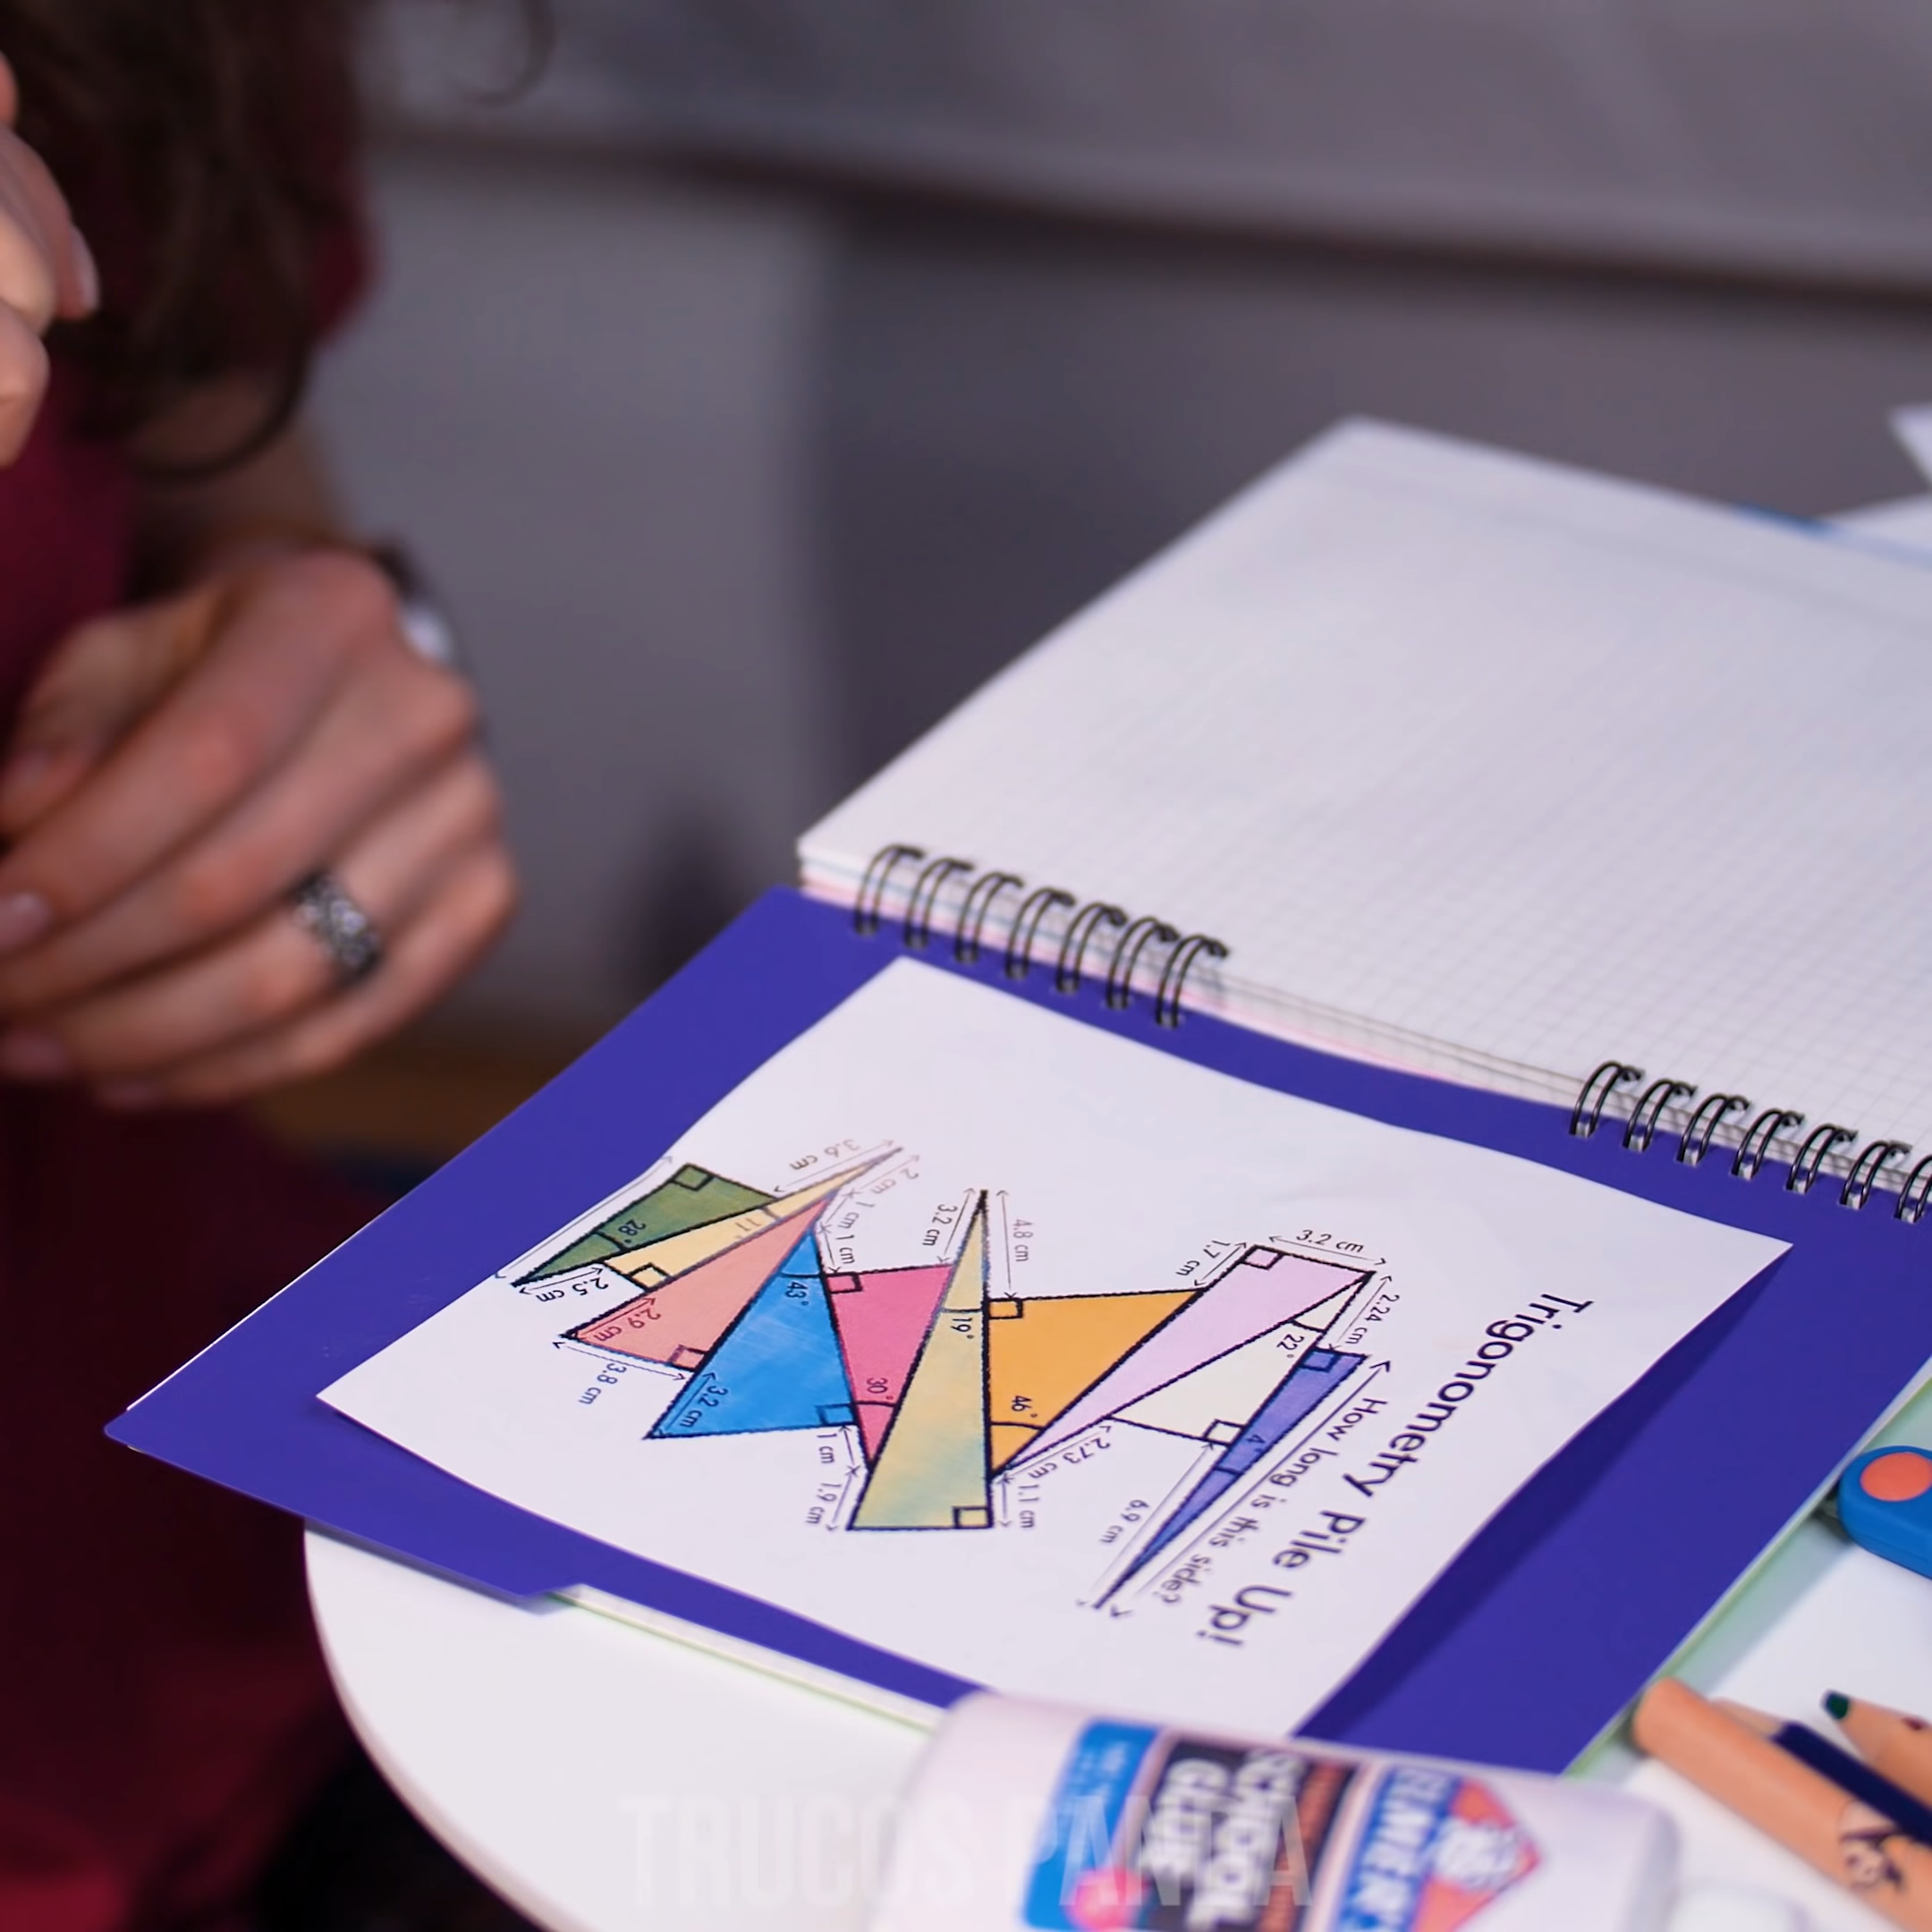 Trigonometry Pile Up!
How long is this side?
3.2 cm
2.24 cm
22°
4°
6.9 cm
1.7 cm
2.73 cm
4.8 cm
46°
1.1 cm
3.2 cm
19°
1.9 cm
1 cm
30°
1 cm
1 cm
2 cm
43°
3.2 cm
3.8 cm
2.9 cm
3.6 cm
11°
28°
2.5 cm
ELMER'S
SCHOOL
GLUE
TRUCOS PANDA